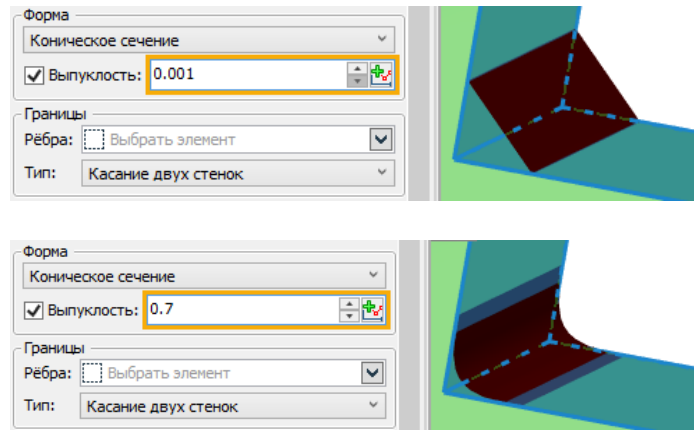 Форма
Коническое сечение
Выпуклость: 0.001
Границы
Рёбра: Выбрать элемент
Тип: Касание двух стенок
Форма
Коническое сечение
Выпуклость: 0.7
Границы
Рёбра: Выбрать элемент
Тип: Касание двух стенок